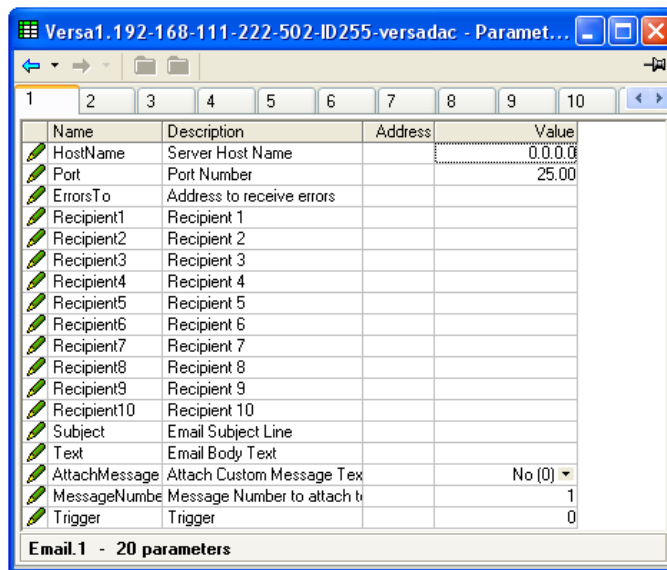 Versa1.192-168-111-222-502-ID255-versadac - Paramet...
1 2 3 4 5 6 7 8 9 10
Name Description Address Value
HostName Server Host Name 0.0.0.0
Port Port Number 25.00
ErrorsTo Address to receive errors
Recipient1 Recipient 1
Recipient2 Recipient 2
Recipient3 Recipient 3
Recipient4 Recipient 4
Recipient5 Recipient 5
Recipient6 Recipient 6
Recipient7 Recipient 7
Recipient8 Recipient 8
Recipient9 Recipient 9
Recipient10 Recipient 10
Subject Email Subject Line
Text Email Body Text
AttachMessage Attach Custom Message Tex No (0)
MessageNumbe Message Number to attach t 1
Trigger Trigger 0
Email.1 - 20 parameters